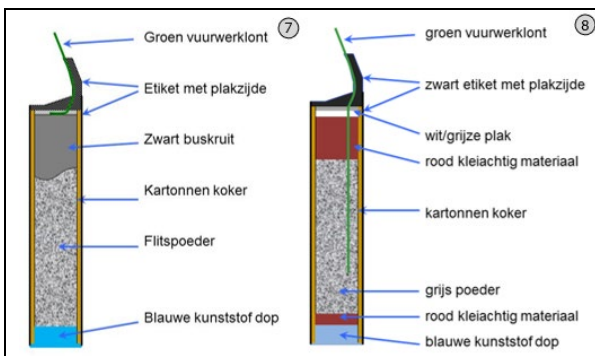 7
Groen vuurwerklont
Etiket met plakzijde
Zwart buskruit
Kartonnen koker
Flitspoeder
Blauwe kunststof dop
8
groen vuurwerklont
zwart etiket met plakzijde
wit/grijze plak
rood kleiachtig materiaal
kartonnen koker
grijs poeder
rood kleiachtig materiaal
blauwe kunststof dop